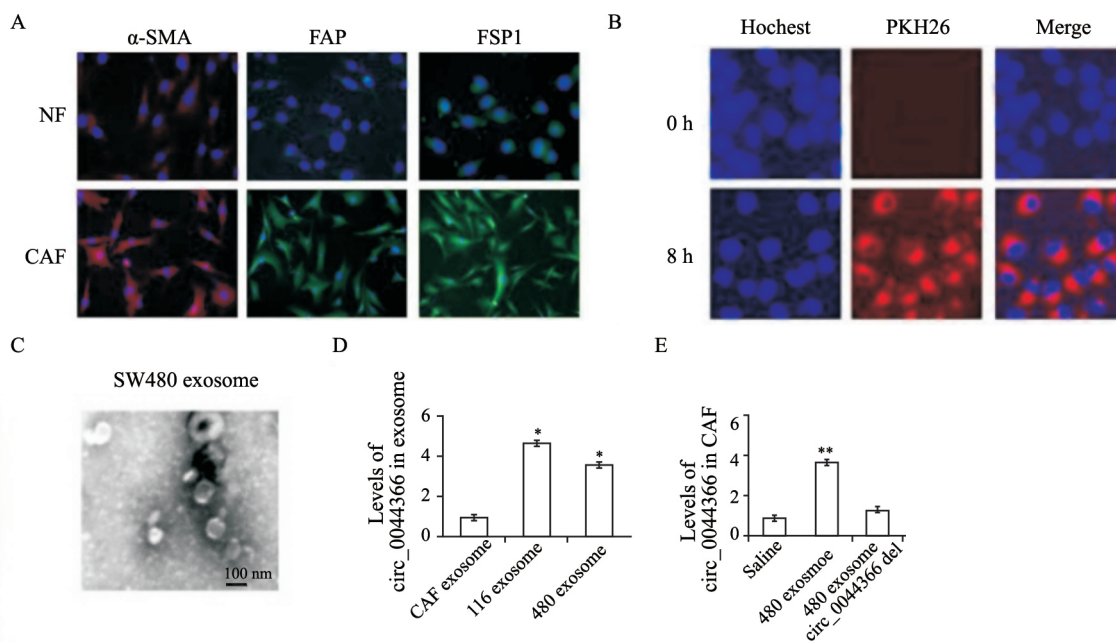 A
α-SMA
FAP
FSP1
NF
CAF
B
Hochest
PKH26
Merge
0 h
8 h
C
SW480 exosome
100 nm
D
Levels of
circ_0044366 in exosome
6
4
2
0
*
*
CAF exosome
116 exosome
480 exosome
E
Levels of
circ_0044366 in CAF
6
4
2
0
**
Saline
480 exosmoe
480 exosome
circ_0044366 del